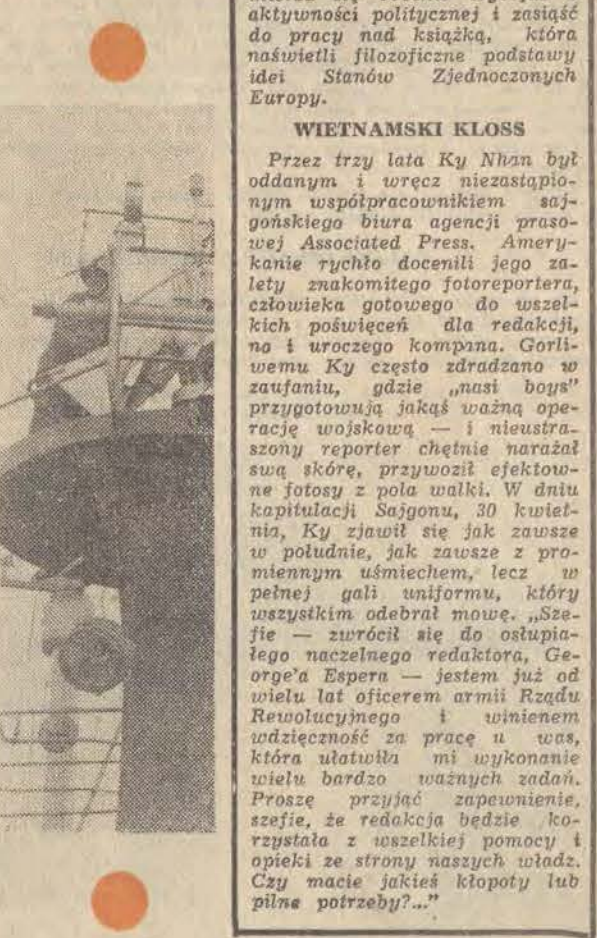 aktywności politycznej i zasiąść
do pracy nad książką, która
naświetli filozoficzne podstawy
idei Stanów Zjednoczonych
Europy.
WIETNAMSKI KLOSS
Przez trzy lata Ky Nhan był
oddanym i wręcz niezastąpio-
nym współpracownikiem saj-
gońskiego biura agencji praso-
wej Associated Press. Amery-
kanie rychło docenili jego za-
lety znakomitego fotoreportera,
człowieka gotowego do wszel-
kich poświęceń dla redakcji,
no i uroczego kompana. Gorli-
wemu Ky często zdradzano w
zaufaniu, gdzie „nasi boys”
przygotowują jakąś ważną ope-
rację wojskową — i nieustra-
szony reporter chętnie narażał
swą skórę, przywoził efektow-
ne fotosy z pola walki. W dniu
kapitulacji Sajgonu, 30 kwiet-
nia, Ky zjawił się jak zawsze
w południe, jak zawsze z pro-
miennym uśmiechem, lecz w
pełnej gali uniformu, który
wszystkim odebrał mowę. „Sze-
fie — zwrócił się do osłupia-
łego naczelnego redaktora, Ge-
orge'a Espera — jestem już od
wielu lat oficerem armii Rządu
Rewolucyjnego i winienem
wdzięczność za pracę u was,
która ułatwiła mi wykonanie
wielu bardzo ważnych zadań.
Proszę przyjąć zapewnienie,
szefie, że redakcja będzie ko-
rzystała z wszelkiej pomocy i
opieki ze strony naszych władz.
Czy macie jakieś kłopoty lub
pilne potrzeby?...”